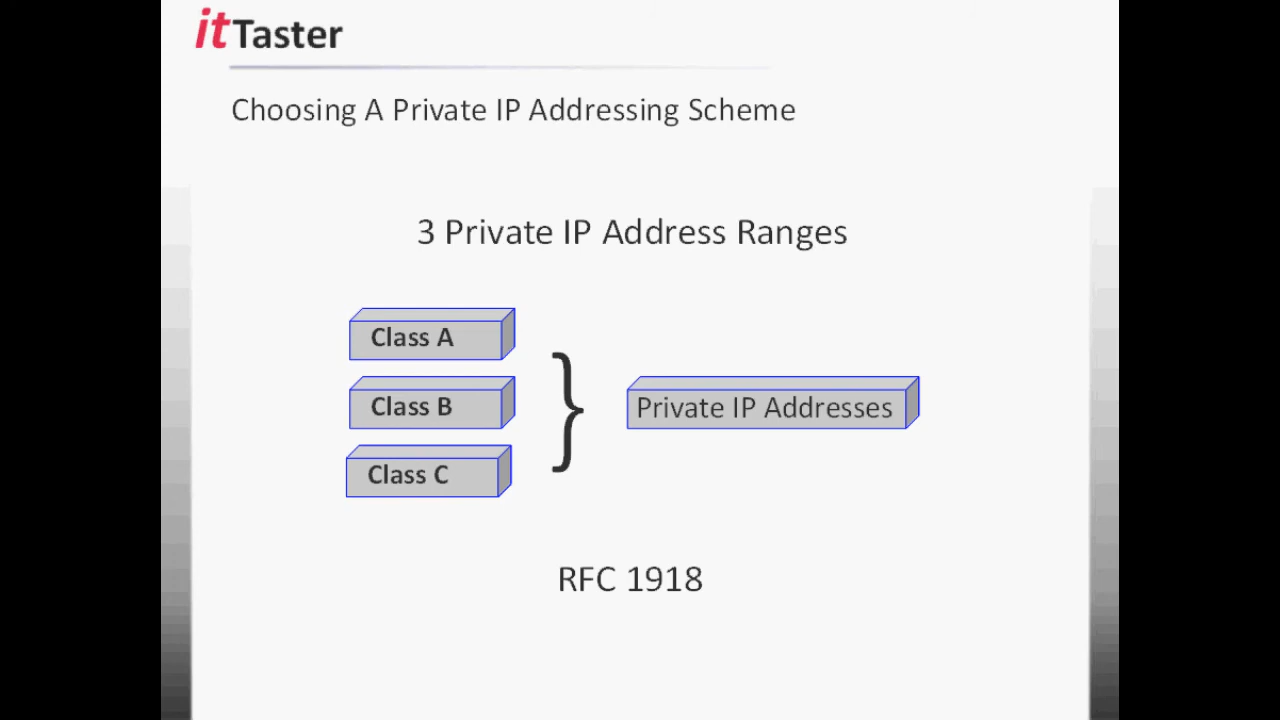 itTaster
Choosing A Private IP Addressing Scheme
3 Private IP Address Ranges
Class A
Class B
Class C
}
Private IP Addresses
RFC 1918